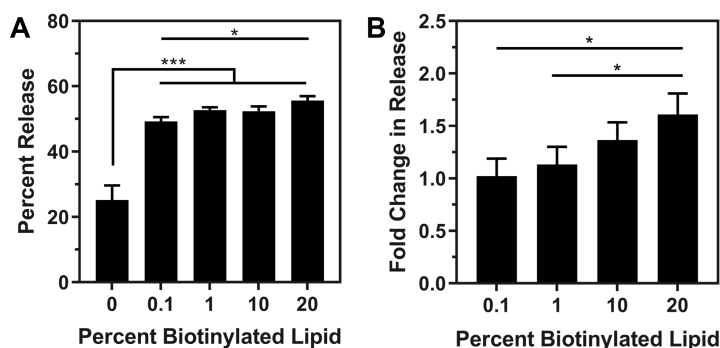 A
Percent Release
80
60
40
20
0
*
***
0 0.1 1 10 20
Percent Biotinylated Lipid
B
Fold Change in Release
2.5
2.0
1.5
1.0
0.5
0.0
*
*
0.1 1 10 20
Percent Biotinylated Lipid